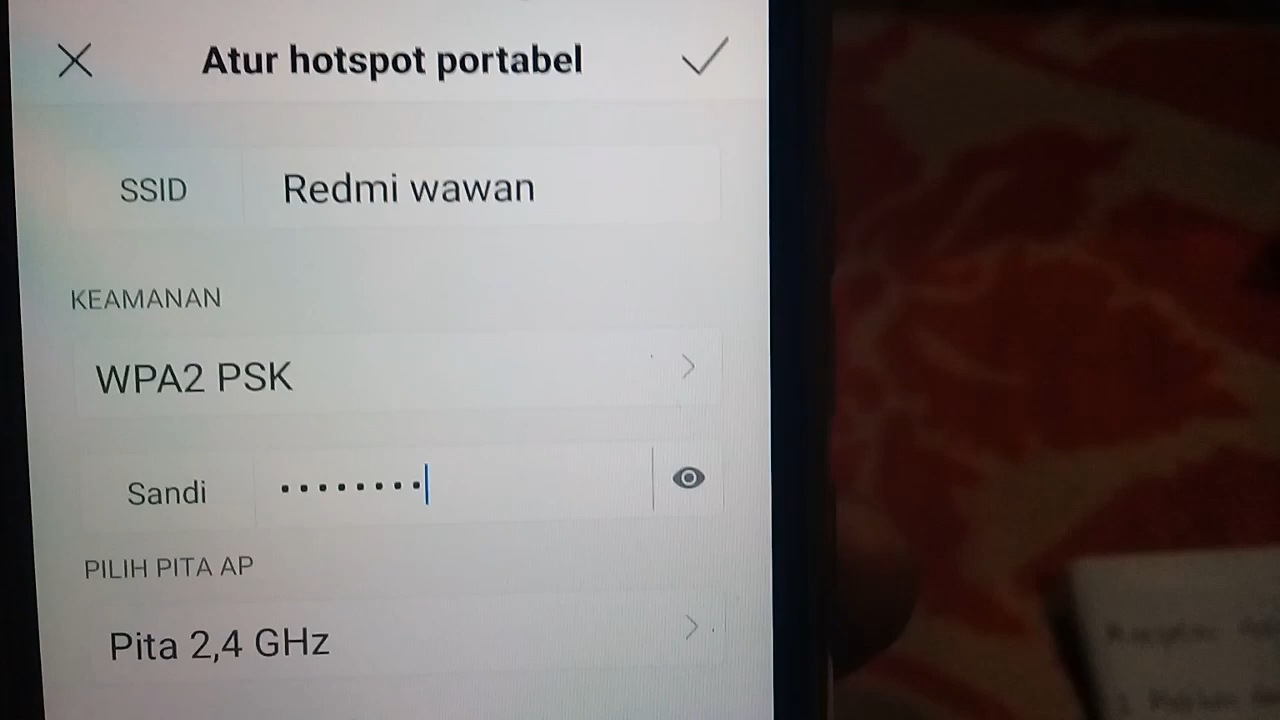 Atur hotspot portabel
SSID Redmi wawan
KEAMANAN
WPA2 PSK
Sandi ••••••••
PILIH PITA AP
Pita 2,4 GHz